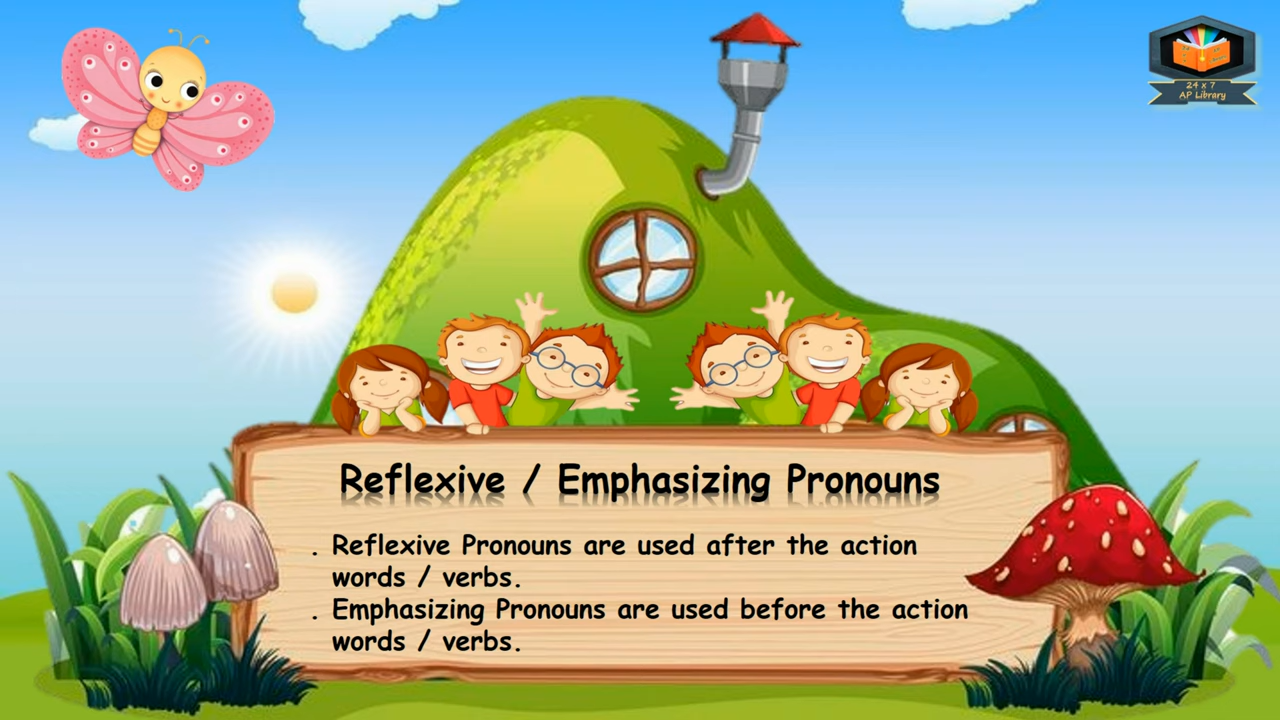 24 x 7
AP Library
Reflexive / Emphasizing Pronouns
. Reflexive Pronouns are used after the action
words / verbs.
. Emphasizing Pronouns are used before the action
words / verbs.